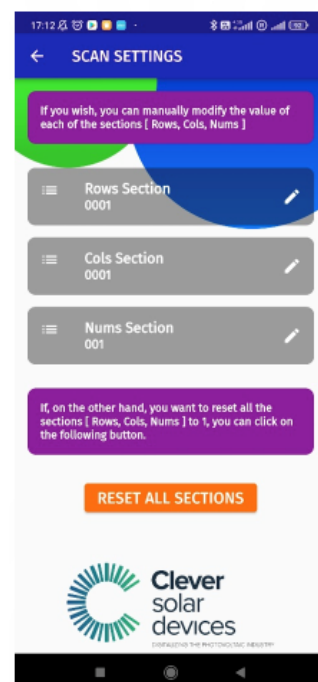 17:12
SCAN SETTINGS
If you wish, you can manually modify the value of
each of the sections [ Rows, Cols, Nums ]
Rows Section
0001
Cols Section
0001
Nums Section
001
If, on the other hand, you want to reset all the
sections [ Rows, Cols, Nums ] to 1, you can click on
the following button.
RESET ALL SECTIONS
Clever
solar
devices
DIGITALIZING THE PHOTOVOLTAIC INDUSTRY